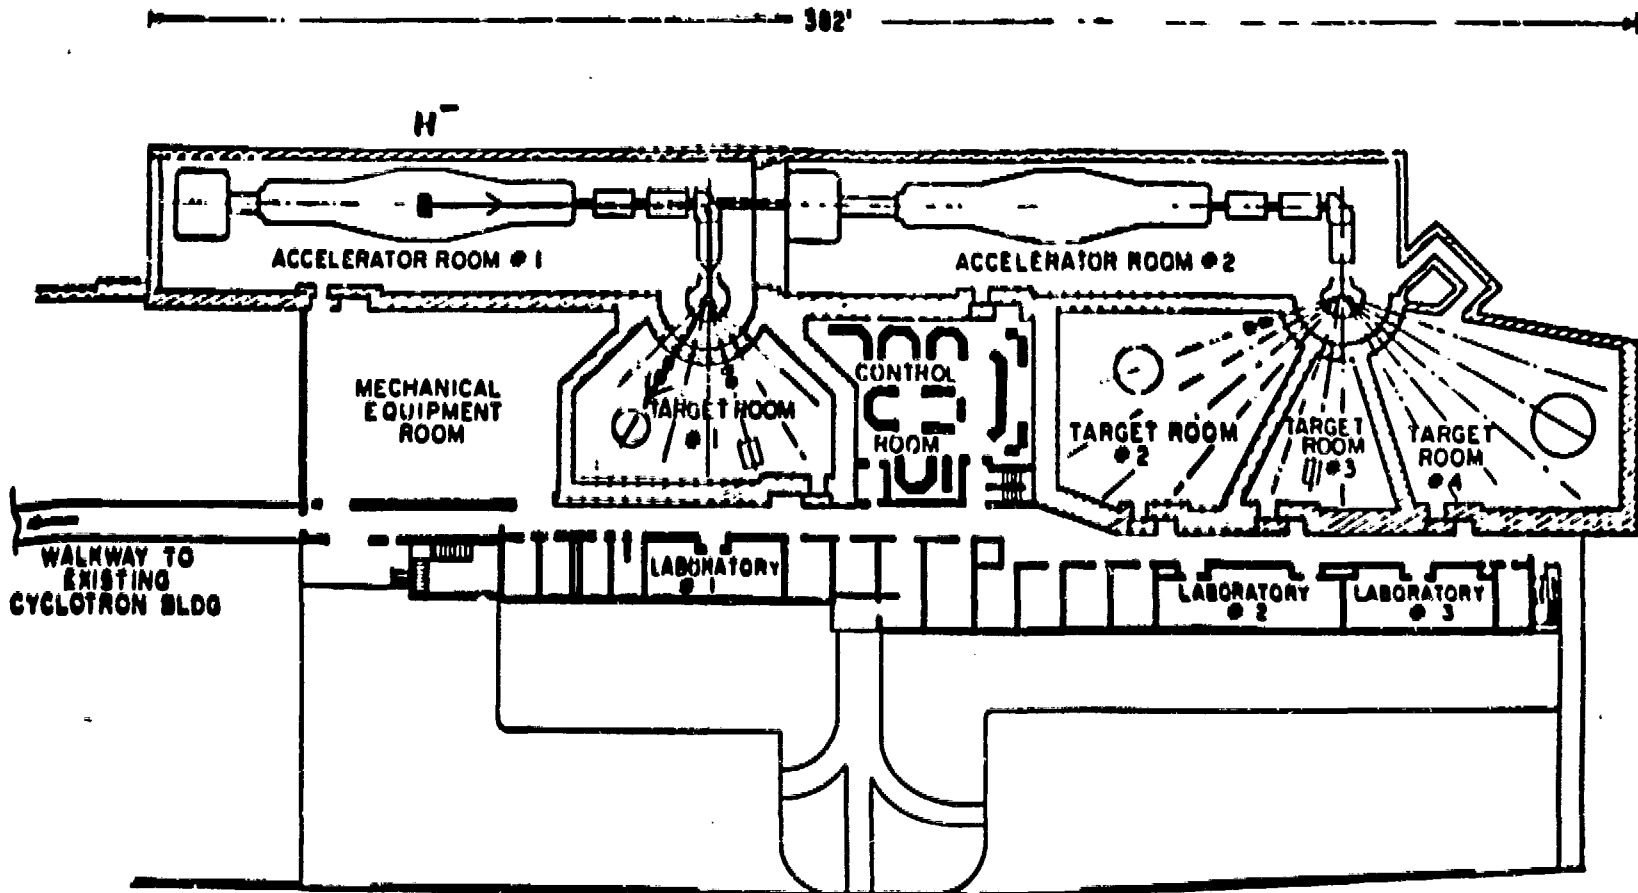 382'
H⁻
ACCELERATOR ROOM #1
ACCELERATOR ROOM #2
MECHANICAL
EQUIPMENT
ROOM
TARGET ROOM
#1
CONTROL
ROOM
TARGET ROOM
#2
TARGET
ROOM
#3
TARGET
ROOM
#4
WALKWAY TO
EXISTING
CYCLOTRON BLDG
LABORATORY
#1
LABORATORY
#2
LABORATORY
#3